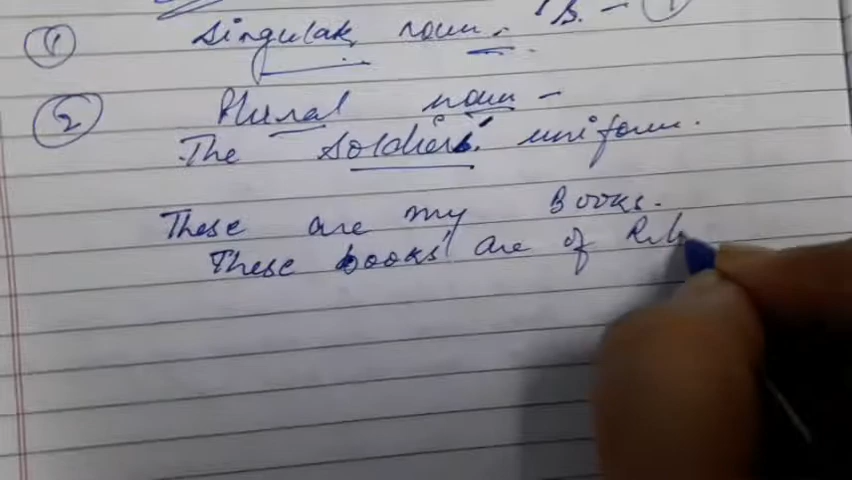 ① Singular noun.
② Plural noun -
The soldiers' uniform.
These are my Books.
These books' are of